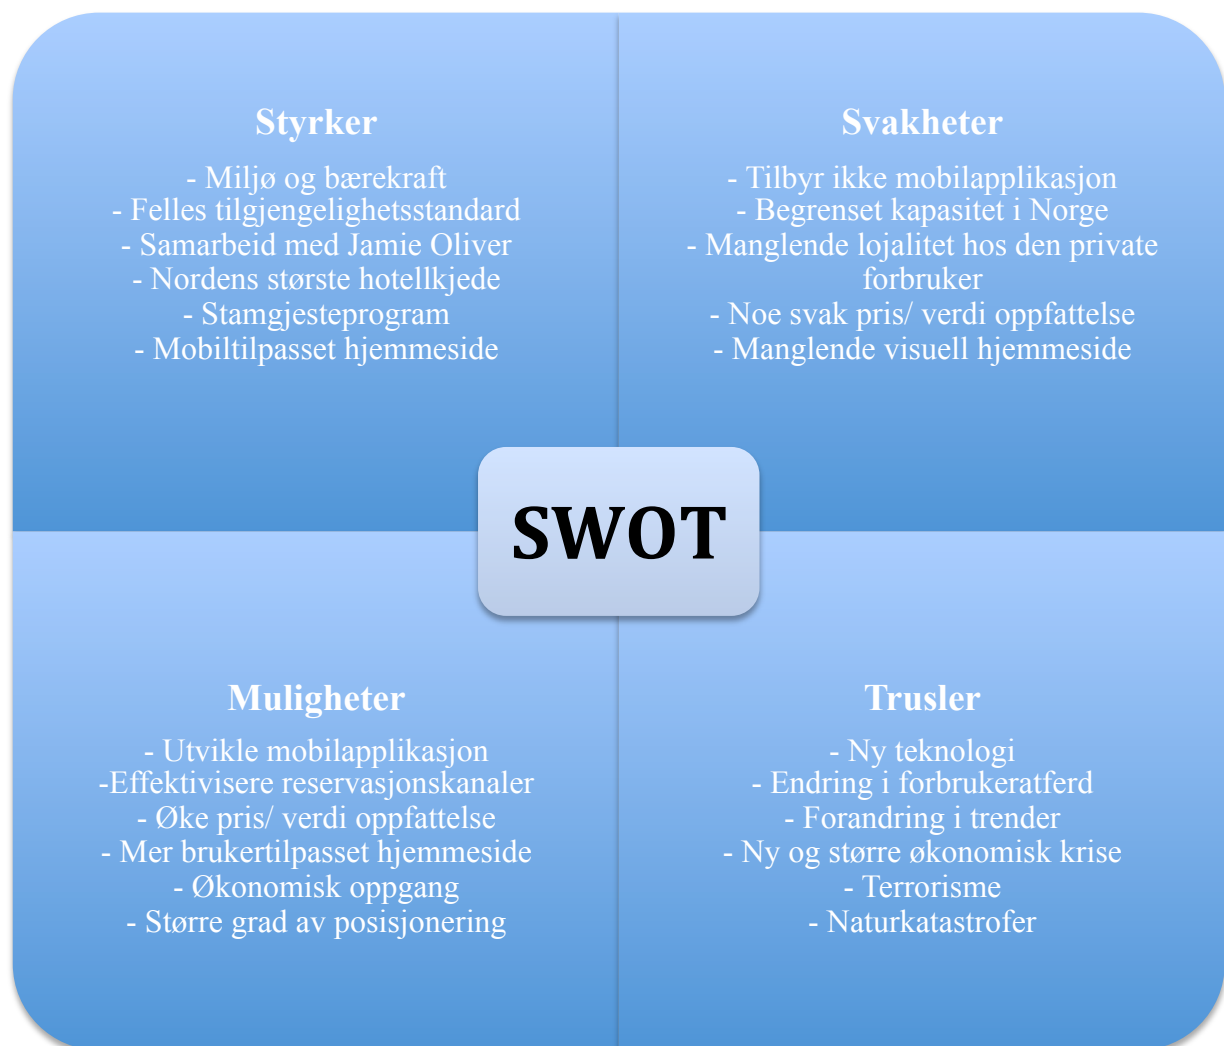 Styrker
- Miljø og bærekraft
- Felles tilgjengelighetsstandard
- Samarbeid med Jamie Oliver
- Nordens største hotellkjede
- Stamgjesteprogram
- Mobiltilpasset hjemmeside
Svakheter
- Tilbyr ikke mobilapplikasjon
- Begrenset kapasitet i Norge
- Manglende lojalitet hos den private
forbruker
- Noe svak pris/ verdi oppfattelse
- Manglende visuell hjemmeside
SWOT
Muligheter
- Utvikle mobilapplikasjon
-Effektivisere reservasjonskanaler
- Øke pris/ verdi oppfattelse
- Mer brukertilpasset hjemmeside
- Økonomisk oppgang
- Større grad av posisjonering
Trusler
- Ny teknologi
- Endring i forbrukeratferd
- Forandring i trender
- Ny og større økonomisk krise
- Terrorisme
- Naturkatastrofer